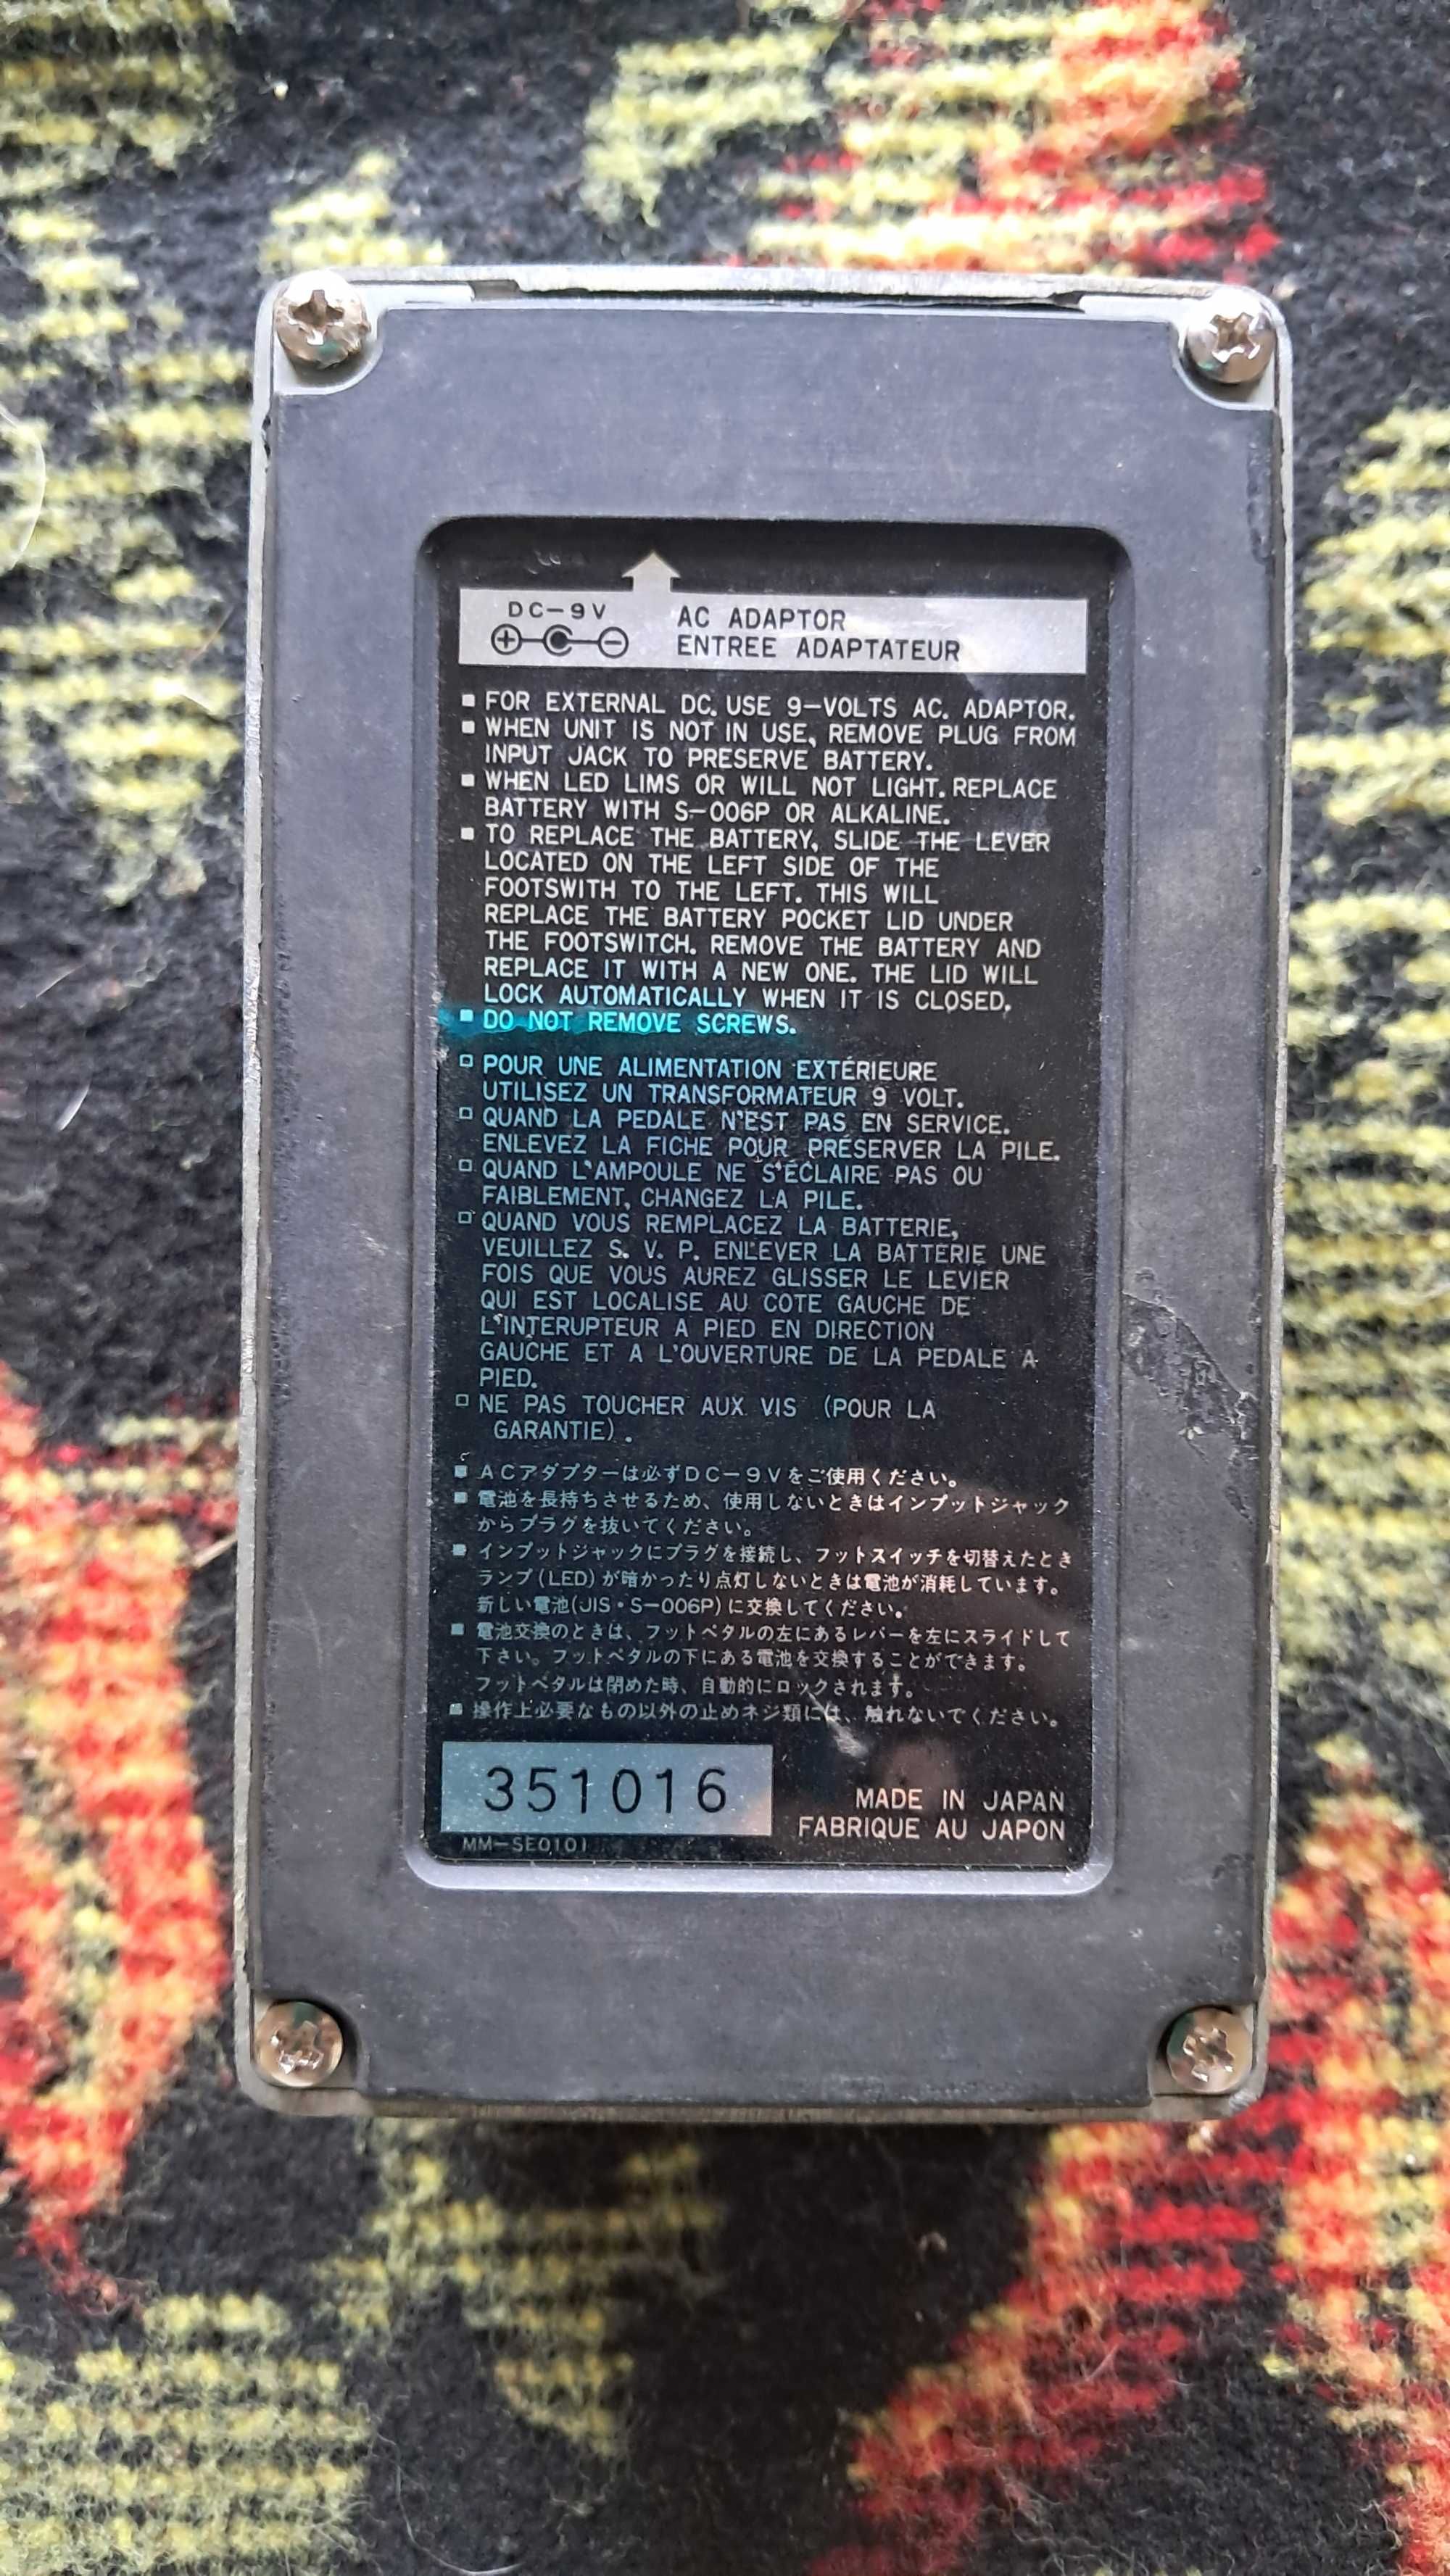 DC-9V
AC ADAPTOR
ENTREE ADAPTATEUR
■ FOR EXTERNAL DC. USE 9-VOLTS AC. ADAPTOR.
■ WHEN UNIT IS NOT IN USE, REMOVE PLUG FROM
INPUT JACK TO PRESERVE BATTERY.
■ WHEN LED LIMS OR WILL NOT LIGHT. REPLACE
BATTERY WITH S-006P OR ALKALINE.
■ TO REPLACE THE BATTERY, SLIDE THE LEVER
LOCATED ON THE LEFT SIDE OF THE
FOOTSWITH TO THE LEFT. THIS WILL
REPLACE THE BATTERY POCKET LID UNDER
THE FOOTSWITCH. REMOVE THE BATTERY AND
REPLACE IT WITH A NEW ONE. THE LID WILL
LOCK AUTOMATICALLY WHEN IT IS CLOSED.
■ DO NOT REMOVE SCREWS.
□ POUR UNE ALIMENTATION EXTÉRIEURE
UTILISEZ UN TRANSFORMATEUR 9 VOLT.
□ QUAND LA PEDALE N'EST PAS EN SERVICE.
ENLEVEZ LA FICHE POUR PRÉSERVER LA PILE.
□ QUAND L'AMPOULE NE S'ÉCLAIRE PAS OU
FAIBLEMENT, CHANGEZ LA PILE.
□ QUAND VOUS REMPLACEZ LA BATTERIE,
VEUILLEZ S. V. P. ENLEVER LA BATTERIE UNE
FOIS QUE VOUS AUREZ GLISSER LE LEVIER
QUI EST LOCALISE AU COTE GAUCHE DE
L'INTERUPTEUR A PIED EN DIRECTION
GAUCHE ET A L'OUVERTURE DE LA PEDALE A
PIED.
□ NE PAS TOUCHER AUX VIS (POUR LA
GARANTIE).
■ ACアダプターは必ずDC-9Vをご使用ください。
■ 電池を長持ちさせるため、使用しないときはインプットジャック
からプラグを抜いてください。
■ インプットジャックにプラグを接続し、フットスイッチを切替えたとき
ランプ(LED)が暗かったり点灯しないときは電池が消耗しています。
新しい電池(JIS・S-006P)に交換してください。
■ 電池交換のときは、フットペタルの左にあるレバーを左にスライドして
下さい。フットペタルの下にある電池を交換することができます。
フットペタルは閉めた時、自動的にロックされます。
■ 操作上必要なもの以外の止めネジ類には、触れないでください。
351016
MADE IN JAPAN
FABRIQUE AU JAPON
MM-SE0101